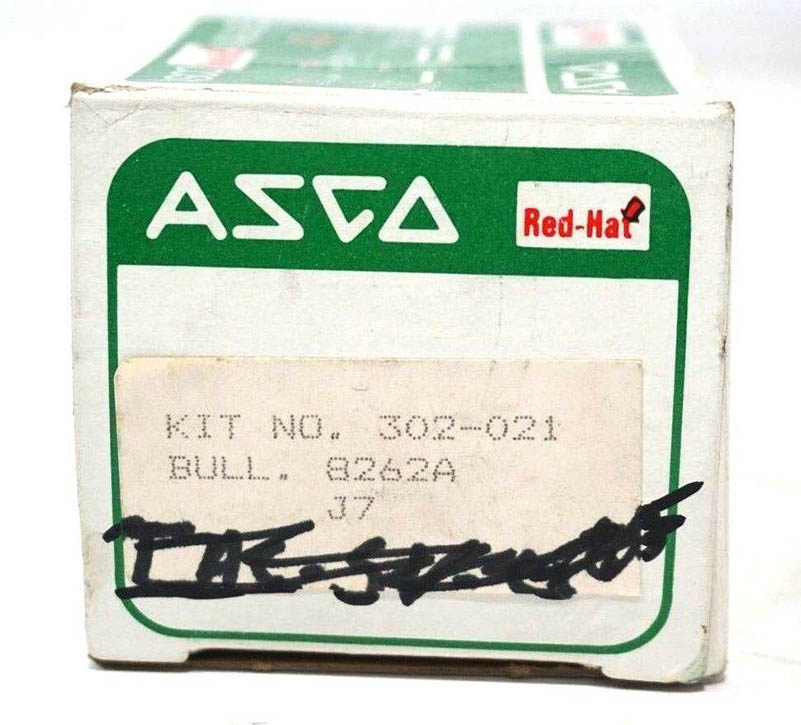 ASCO
Red-Hat
KIT NO. 302-021
BULL. 8262A
J7